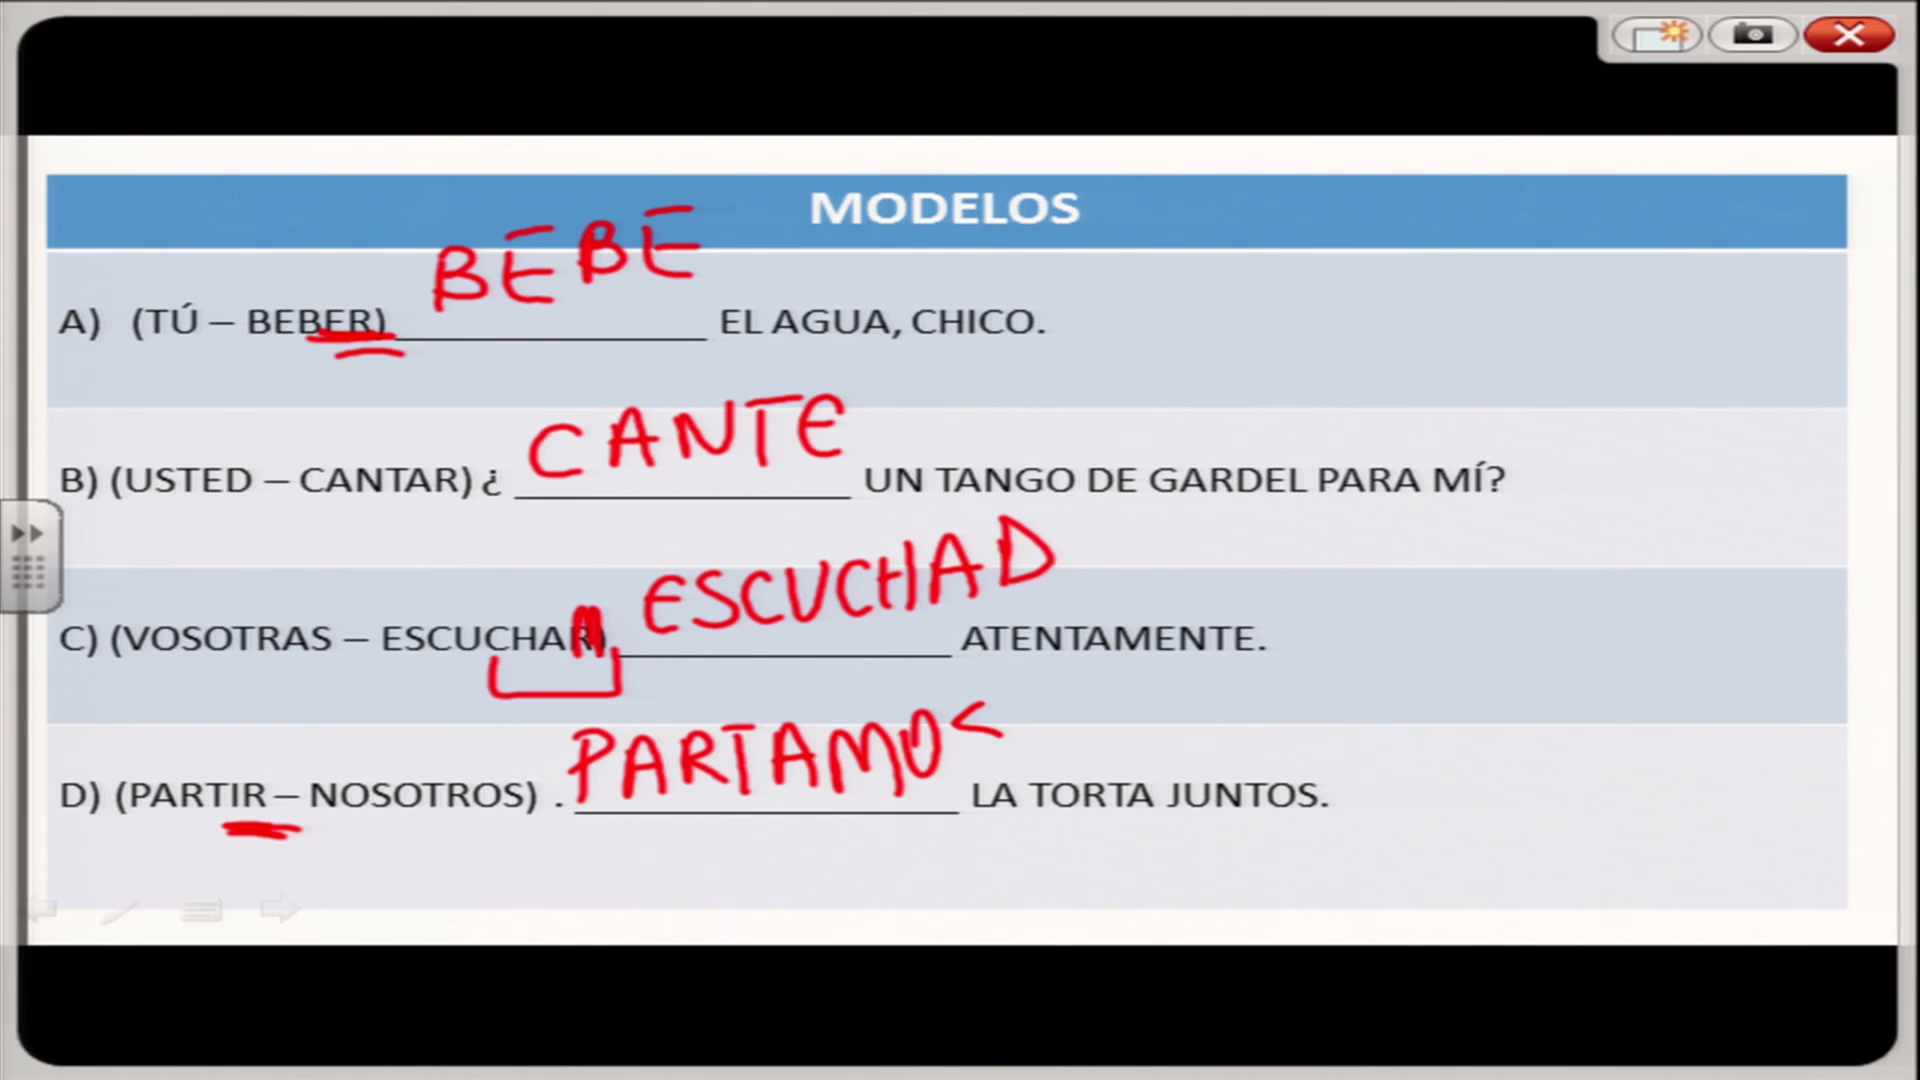 MODELOS
BEBE
A) (TÚ – BEBER) ______________ EL AGUA, CHICO.
CANTE
B) (USTED – CANTAR) ¿ ______________ UN TANGO DE GARDEL PARA MÍ?
ESCUCHAD
C) (VOSOTRAS – ESCUCHAR) ______________ ATENTAMENTE.
PARTAMOS
D) (PARTIR – NOSOTROS) . ______________ LA TORTA JUNTOS.